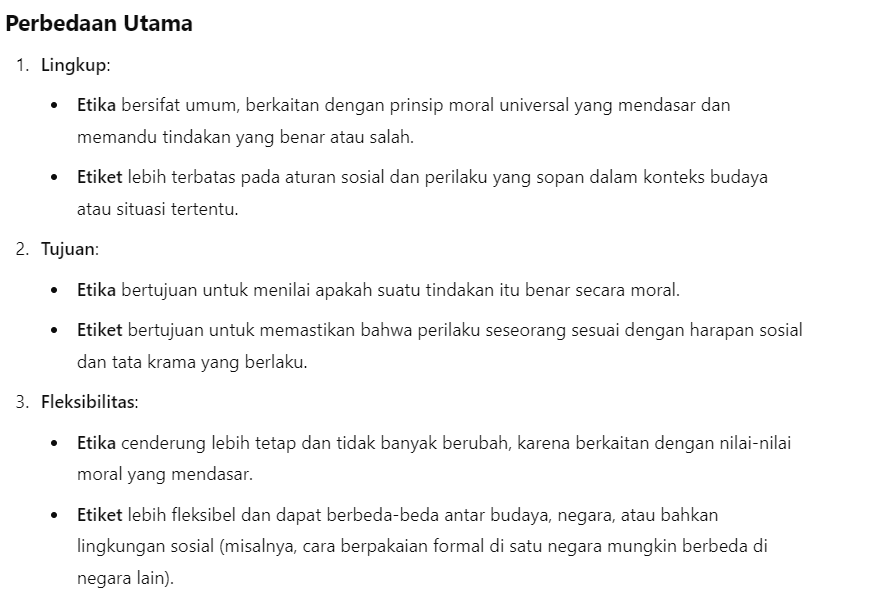 Perbedaan Utama
1. Lingkup:
• Etika bersifat umum, berkaitan dengan prinsip moral universal yang mendasar dan
memandu tindakan yang benar atau salah.
• Etiket lebih terbatas pada aturan sosial dan perilaku yang sopan dalam konteks budaya
atau situasi tertentu.
2. Tujuan:
• Etika bertujuan untuk menilai apakah suatu tindakan itu benar secara moral.
• Etiket bertujuan untuk memastikan bahwa perilaku seseorang sesuai dengan harapan sosial
dan tata krama yang berlaku.
3. Fleksibilitas:
• Etika cenderung lebih tetap dan tidak banyak berubah, karena berkaitan dengan nilai-nilai
moral yang mendasar.
• Etiket lebih fleksibel dan dapat berbeda-beda antar budaya, negara, atau bahkan
lingkungan sosial (misalnya, cara berpakaian formal di satu negara mungkin berbeda di
negara lain).